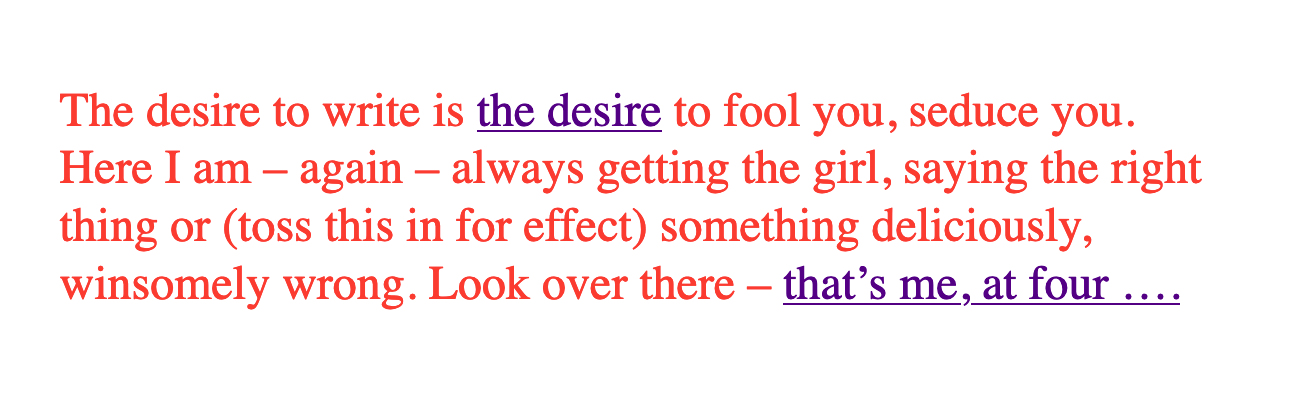 The desire to write is the desire to fool you, seduce you.
Here I am – again – always getting the girl, saying the right
thing or (toss this in for effect) something deliciously,
winsomely wrong. Look over there – that’s me, at four ….